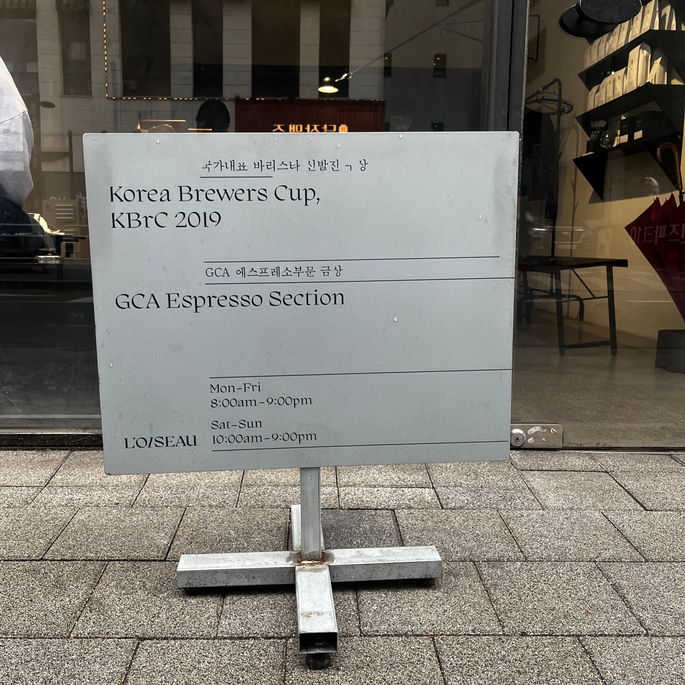 국가대표 바리스타 선발전 ㄱ 상
Korea Brewers Cup,
KBrC 2019
GCA 에스프레소부문 금상
GCA Espresso Section
Mon-Fri
8:00am-9:00pm
Sat-Sun
10:00am-9:00pm
L'OISEAU